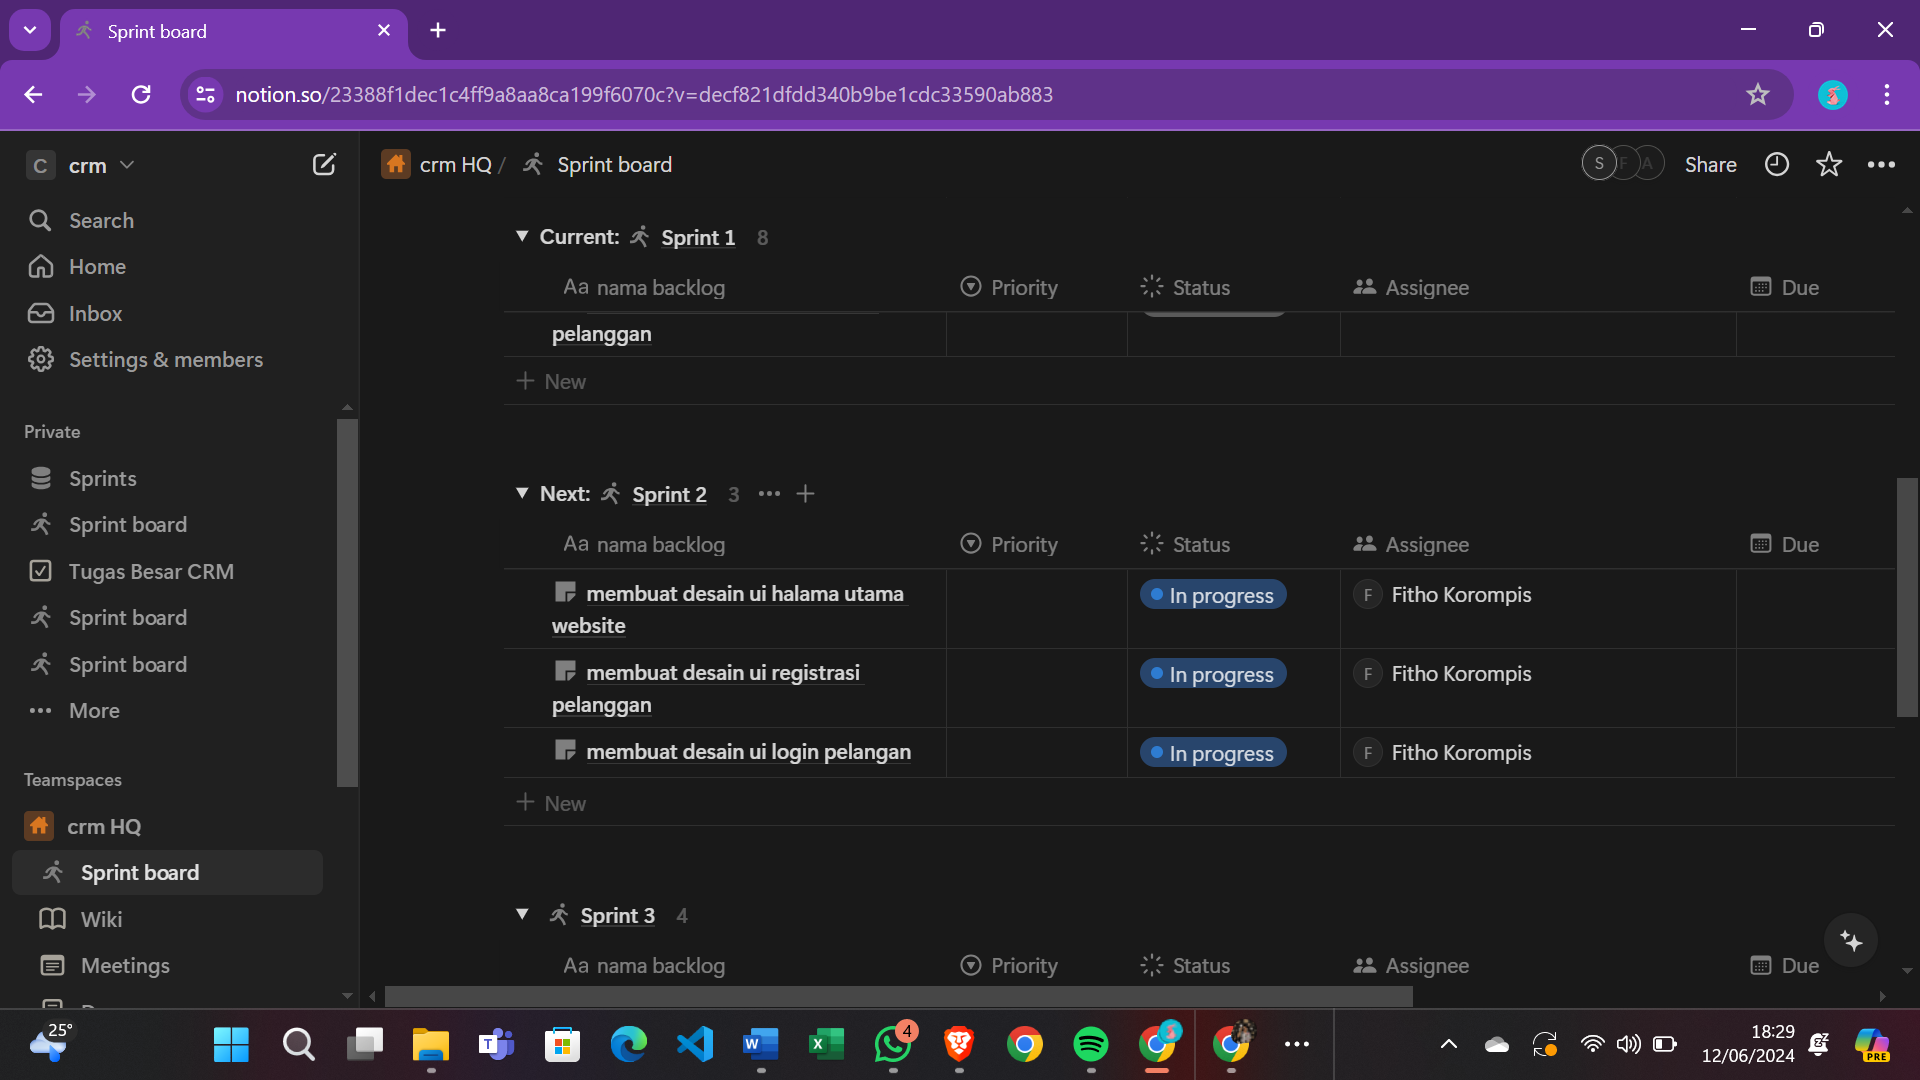 Sprint board
notion.so/23388f1dec1c4ff9a8aa8ca199f6070c?v=decf821dfdd340b9be1cdc33590ab883
C crm
crm HQ / Sprint board
S F A Share
Search
Home
Inbox
Settings & members
Private
Sprints
Sprint board
Tugas Besar CRM
Sprint board
Sprint board
More
Teamspaces
crm HQ
Sprint board
Wiki
Meetings
Current: Sprint 1 8
Aa nama backlog Priority Status Assignee Due
pelanggan
+ New
Next: Sprint 2 3
Aa nama backlog Priority Status Assignee Due
membuat desain ui halama utama
website
In progress F Fitho Korompis
membuat desain ui registrasi
pelanggan
In progress F Fitho Korompis
membuat desain ui login pelangan In progress F Fitho Korompis
+ New
Sprint 3 4
Aa nama backlog Priority Status Assignee Due
25°
4
18:29
12/06/2024
PRE